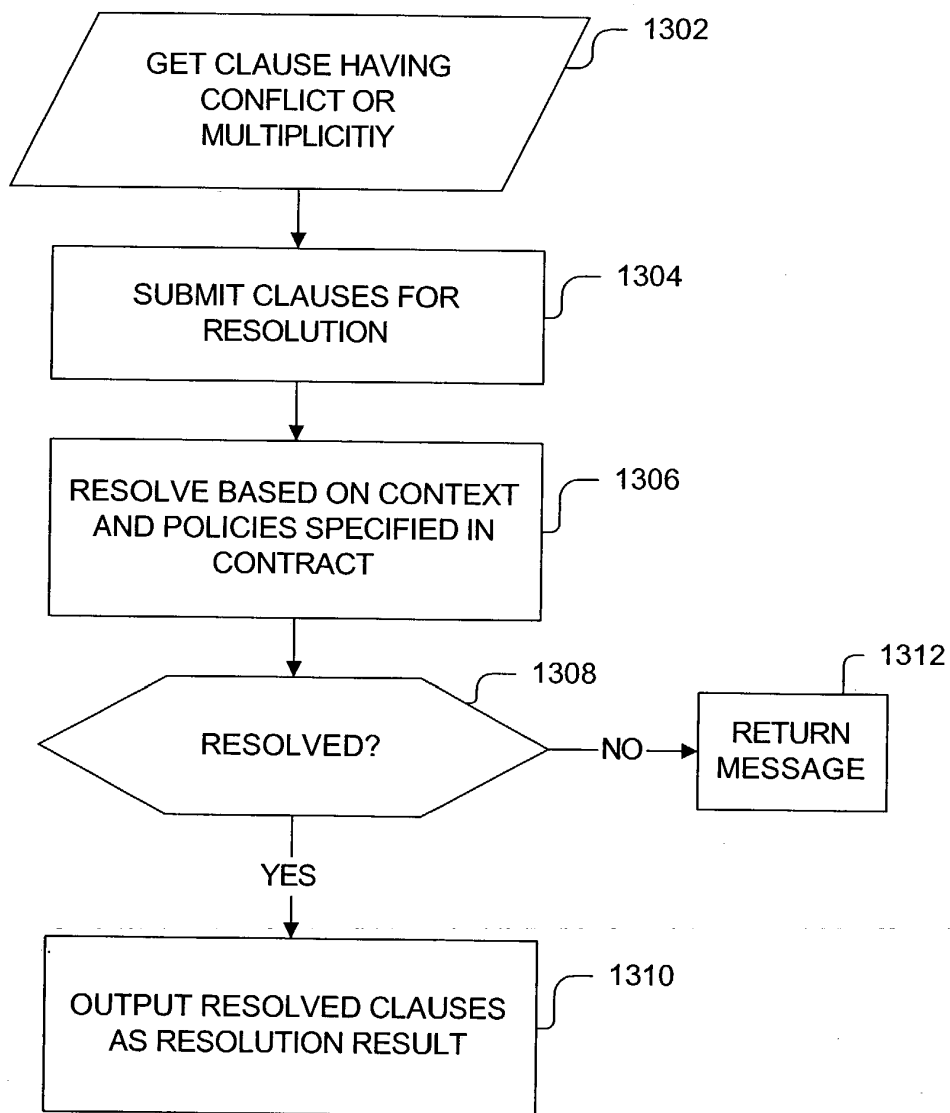 1302
GET CLAUSE HAVING
CONFLICT OR
MULTIPLICITIY
1304
SUBMIT CLAUSES FOR
RESOLUTION
1306
RESOLVE BASED ON CONTEXT
AND POLICIES SPECIFIED IN
CONTRACT
1308
1312
RESOLVED?
NO
RETURN
MESSAGE
YES
1310
OUTPUT RESOLVED CLAUSES
AS RESOLUTION RESULT